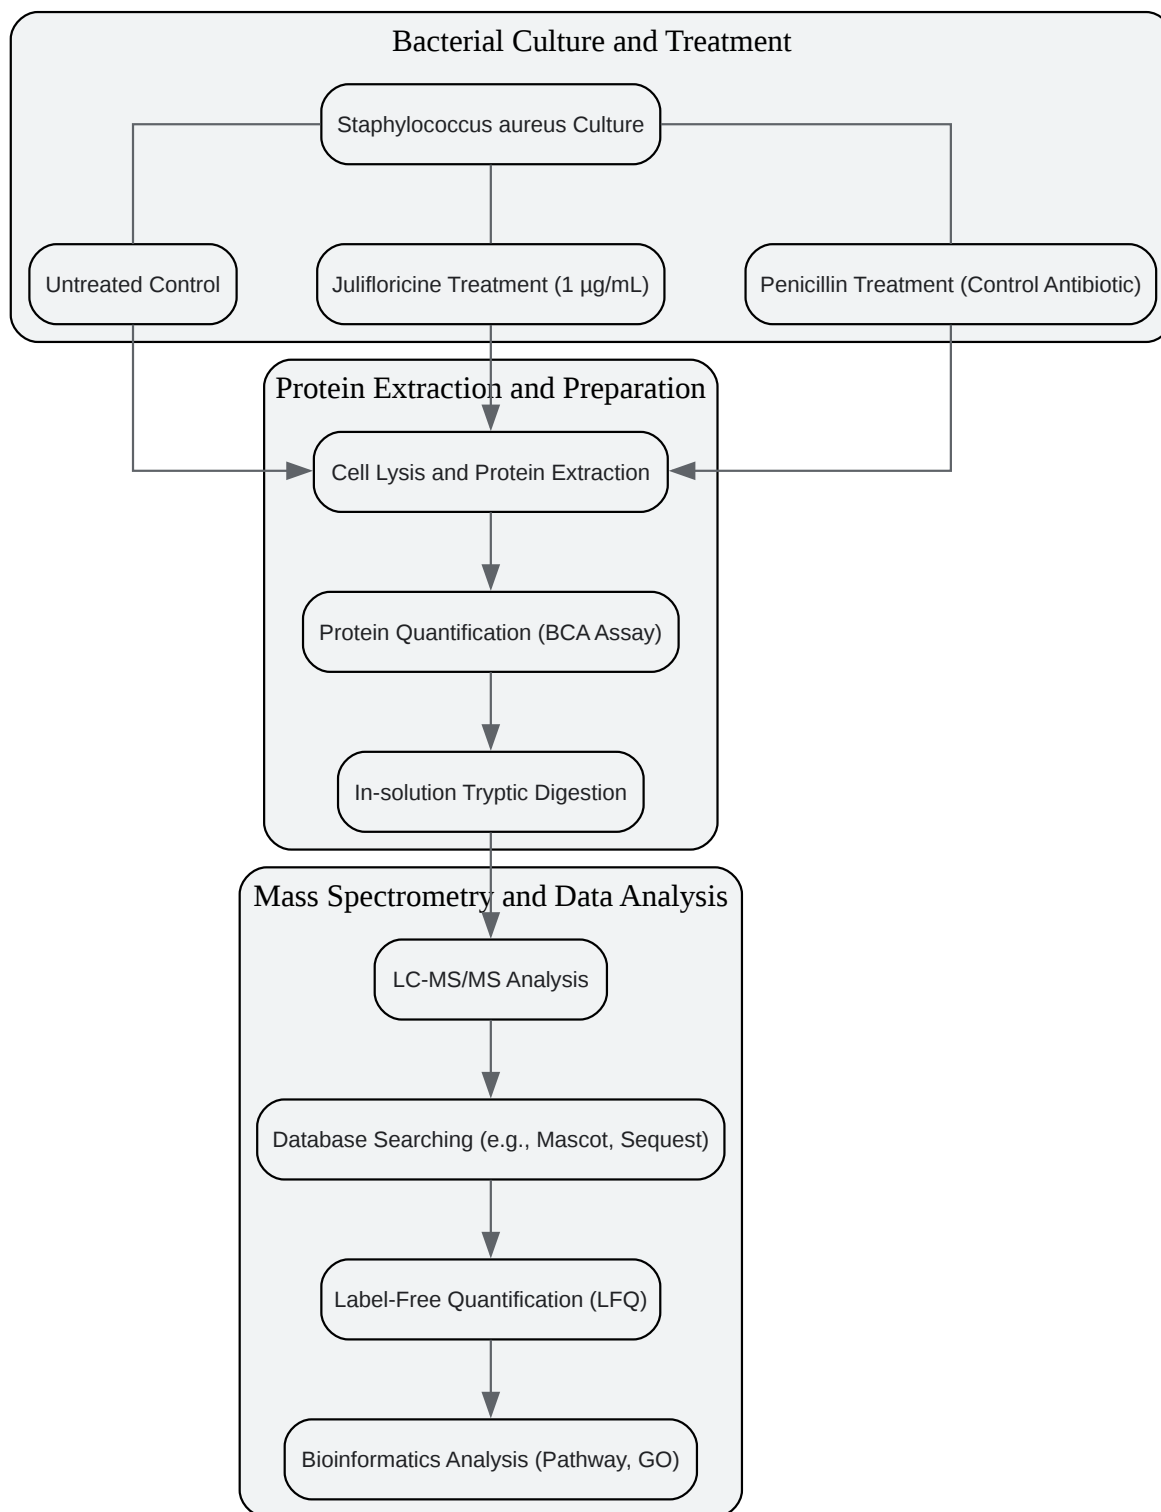 Bacterial Culture and Treatment
Staphylococcus aureus Culture
Untreated Control
Julifloricine Treatment (1 µg/mL)
Penicillin Treatment (Control Antibiotic)
Protein Extraction and Preparation
Cell Lysis and Protein Extraction
Protein Quantification (BCA Assay)
In-solution Tryptic Digestion
Mass Spectrometry and Data Analysis
LC-MS/MS Analysis
Database Searching (e.g., Mascot, Sequest)
Label-Free Quantification (LFQ)
Bioinformatics Analysis (Pathway, GO)